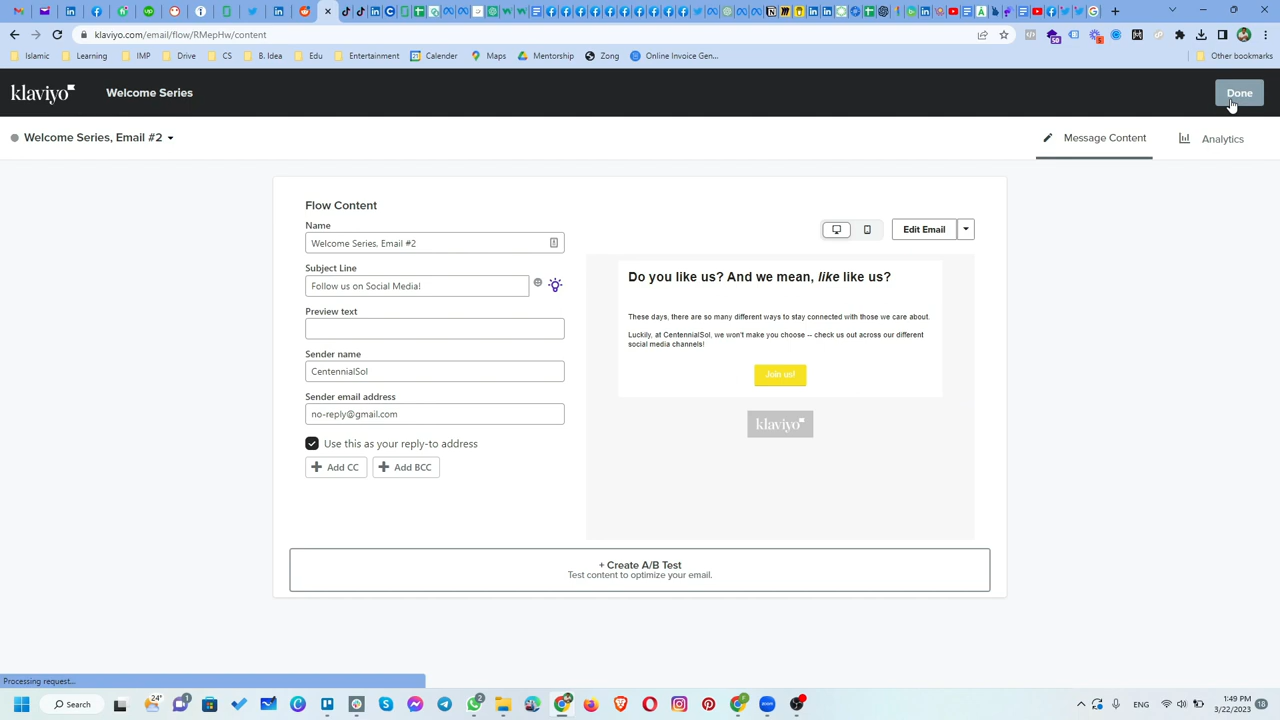 klaviyo.com/email/flow/RMepHw/content
Islamic Learning IMP Drive CS B. Idea Edu Entertainment Calender Maps Mentorship Zong Online Invoice Gen... Other bookmarks
klaviyo Welcome Series Done
Welcome Series, Email #2 Message Content Analytics
Flow Content
Name
Welcome Series, Email #2
Edit Email
Subject Line
Follow us on Social Media!
Preview text
Sender name
CentennialSol
Sender email address
no-reply@gmail.com
Use this as your reply-to address
Add CC Add BCC
Do you like us? And we mean, like like us?
These days, there are so many different ways to stay connected with those we care about.
Luckily, at CentennialSol, we won't make you choose -- check us out across our different
social media channels!
Join us!
klaviyo
+ Create A/B Test
Test content to optimize your email.
Processing request...
Search 24° 1 2 ENG 1:49 PM
3/22/2023 18